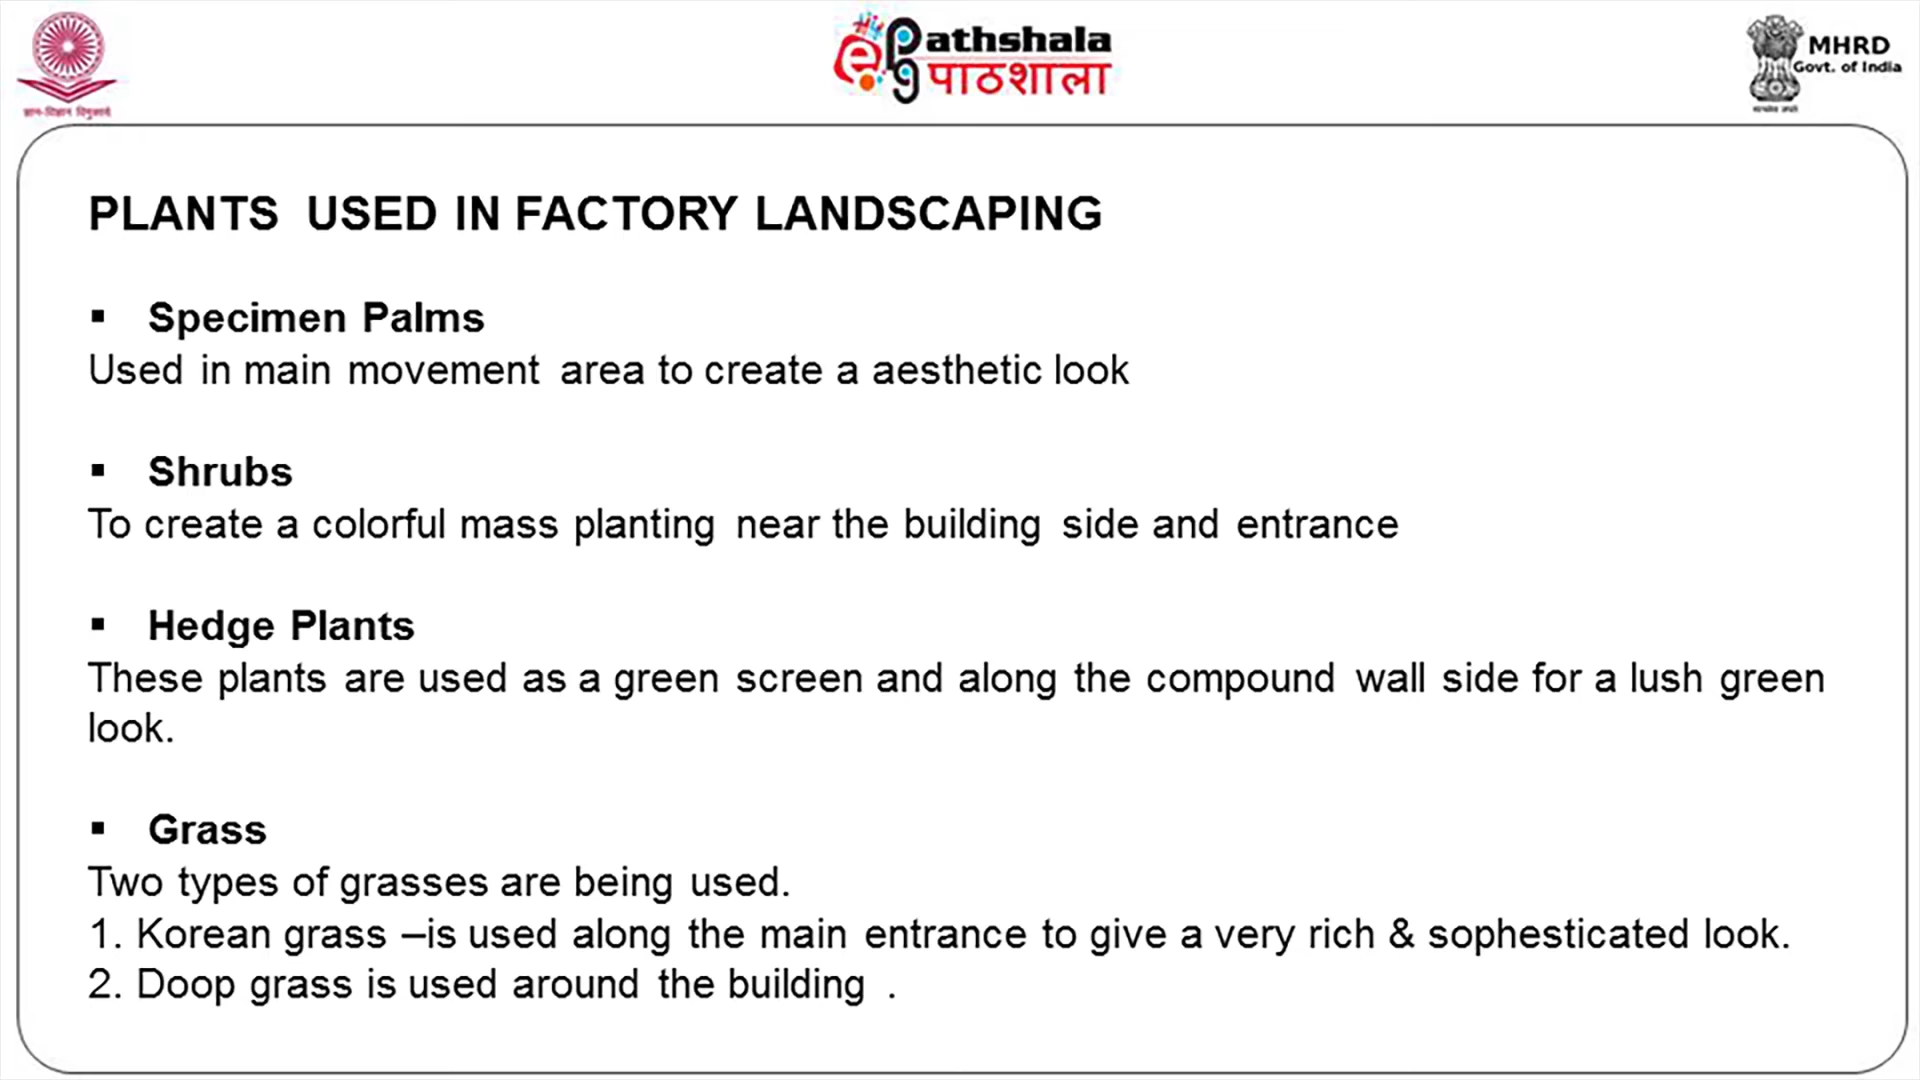 ज्ञान-विज्ञान विमुक्तये
Pathshala
पाठशाला
MHRD
Govt. of India
सत्यमेव जयते
PLANTS USED IN FACTORY LANDSCAPING
▪ Specimen Palms
Used in main movement area to create a aesthetic look
▪ Shrubs
To create a colorful mass planting near the building side and entrance
▪ Hedge Plants
These plants are used as a green screen and along the compound wall side for a lush green
look.
▪ Grass
Two types of grasses are being used.
1. Korean grass –is used along the main entrance to give a very rich & sophesticated look.
2. Doop grass is used around the building .